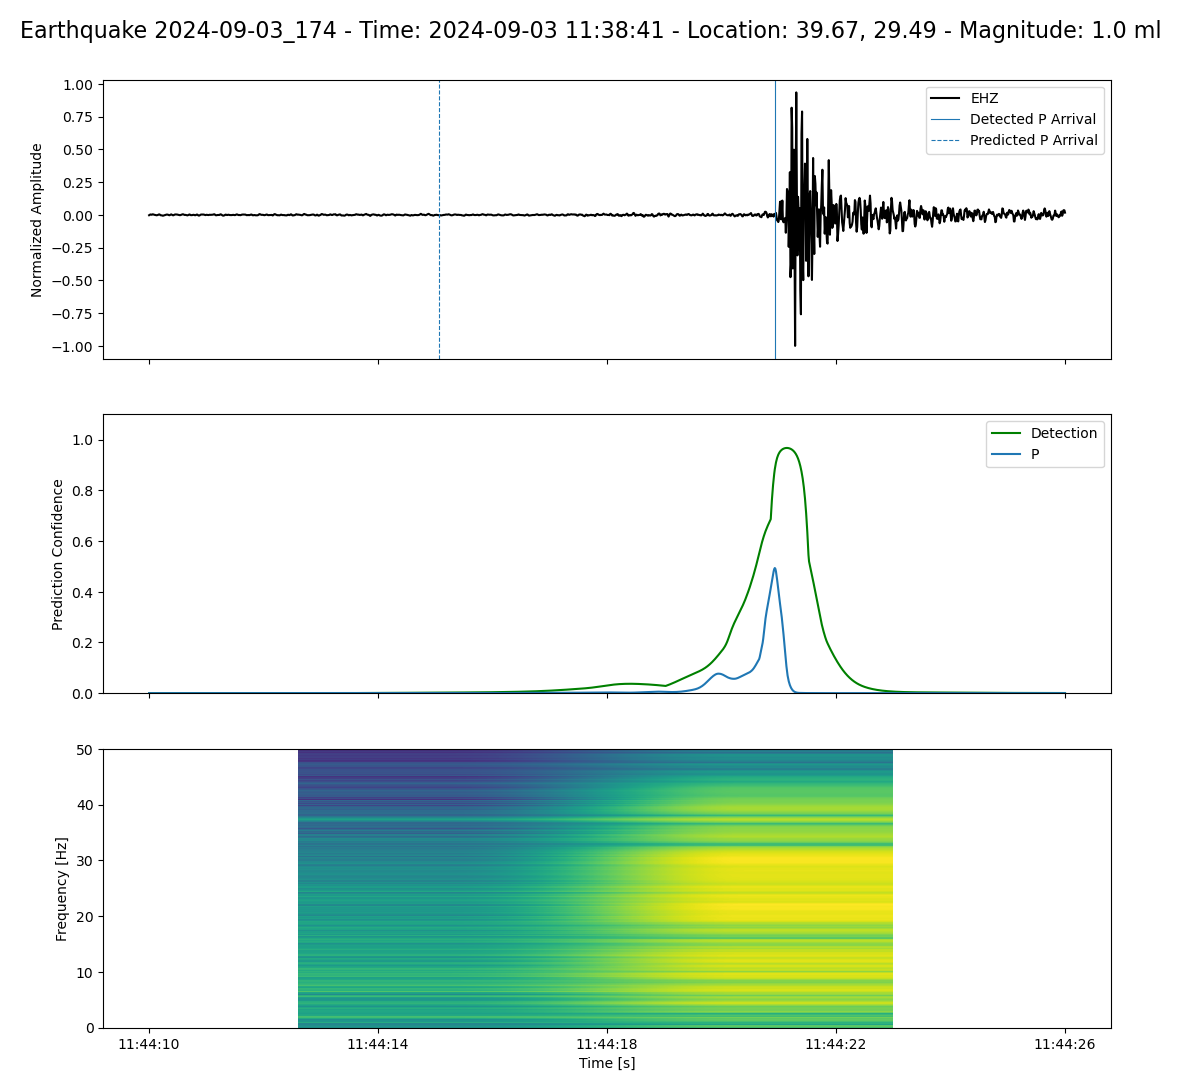 Earthquake 2024-09-03_174 - Time: 2024-09-03 11:38:41 - Location: 39.67, 29.49 - Magnitude: 1.0 ml
1.00
0.75
0.50
0.25
0.00
−0.25
−0.50
−0.75
−1.00
Normalized Amplitude
EHZ
Detected P Arrival
Predicted P Arrival
1.0
0.8
0.6
0.4
0.2
0.0
Prediction Confidence
Detection
P
50
40
30
20
10
0
Frequency [Hz]
11:44:10
11:44:14
11:44:18
11:44:22
11:44:26
Time [s]